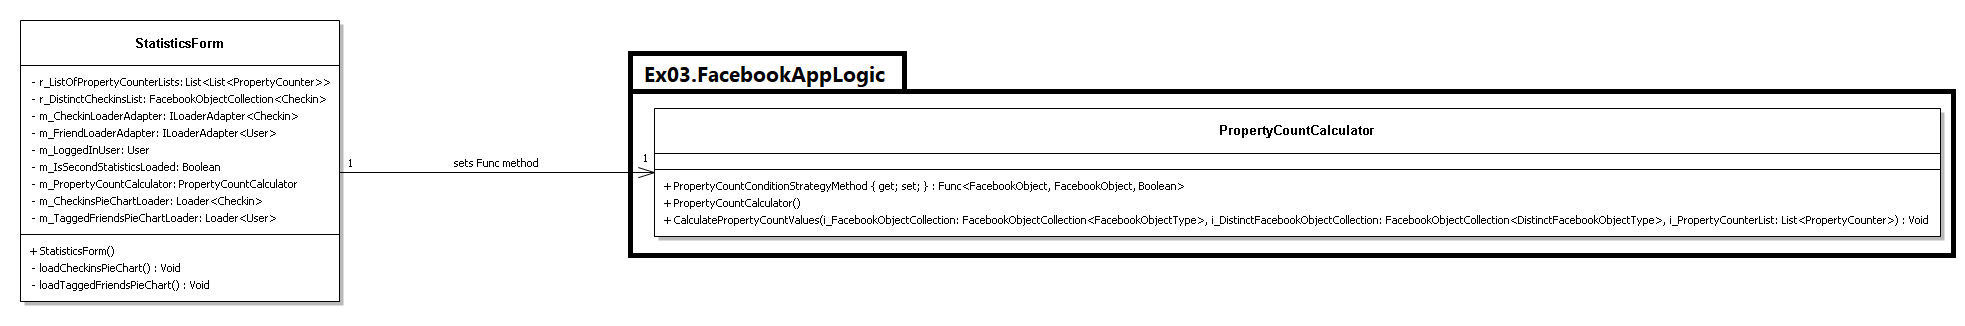 StatisticsForm
- r_ListOfPropertyCounterLists: List<List<PropertyCounter>>
- r_DistinctCheckinsList: FacebookObjectCollection<Checkin>
- m_CheckinLoaderAdapter: ILoaderAdapter<Checkin>
- m_FriendLoaderAdapter: ILoaderAdapter<User>
- m_LoggedInUser: User
- m_IsSecondStatisticsLoaded: Boolean
- m_PropertyCountCalculator: PropertyCountCalculator
- m_CheckinsPieChartLoader: Loader<Checkin>
- m_TaggedFriendsPieChartLoader: Loader<User>
+ StatisticsForm()
- loadCheckinsPieChart() : Void
- loadTaggedFriendsPieChart() : Void
1
sets Func method
1
Ex03.FacebookAppLogic
PropertyCountCalculator
+ PropertyCountConditionStrategyMethod { get; set; } : Func<FacebookObject, FacebookObject, Boolean>
+ PropertyCountCalculator()
+ CalculatePropertyCountValues(i_FacebookObjectCollection: FacebookObjectCollection<FacebookObjectType>, i_DistinctFacebookObjectCollection: FacebookObjectCollection<DistinctFacebookObjectType>, i_PropertyCounterList: List<PropertyCounter>) : Void